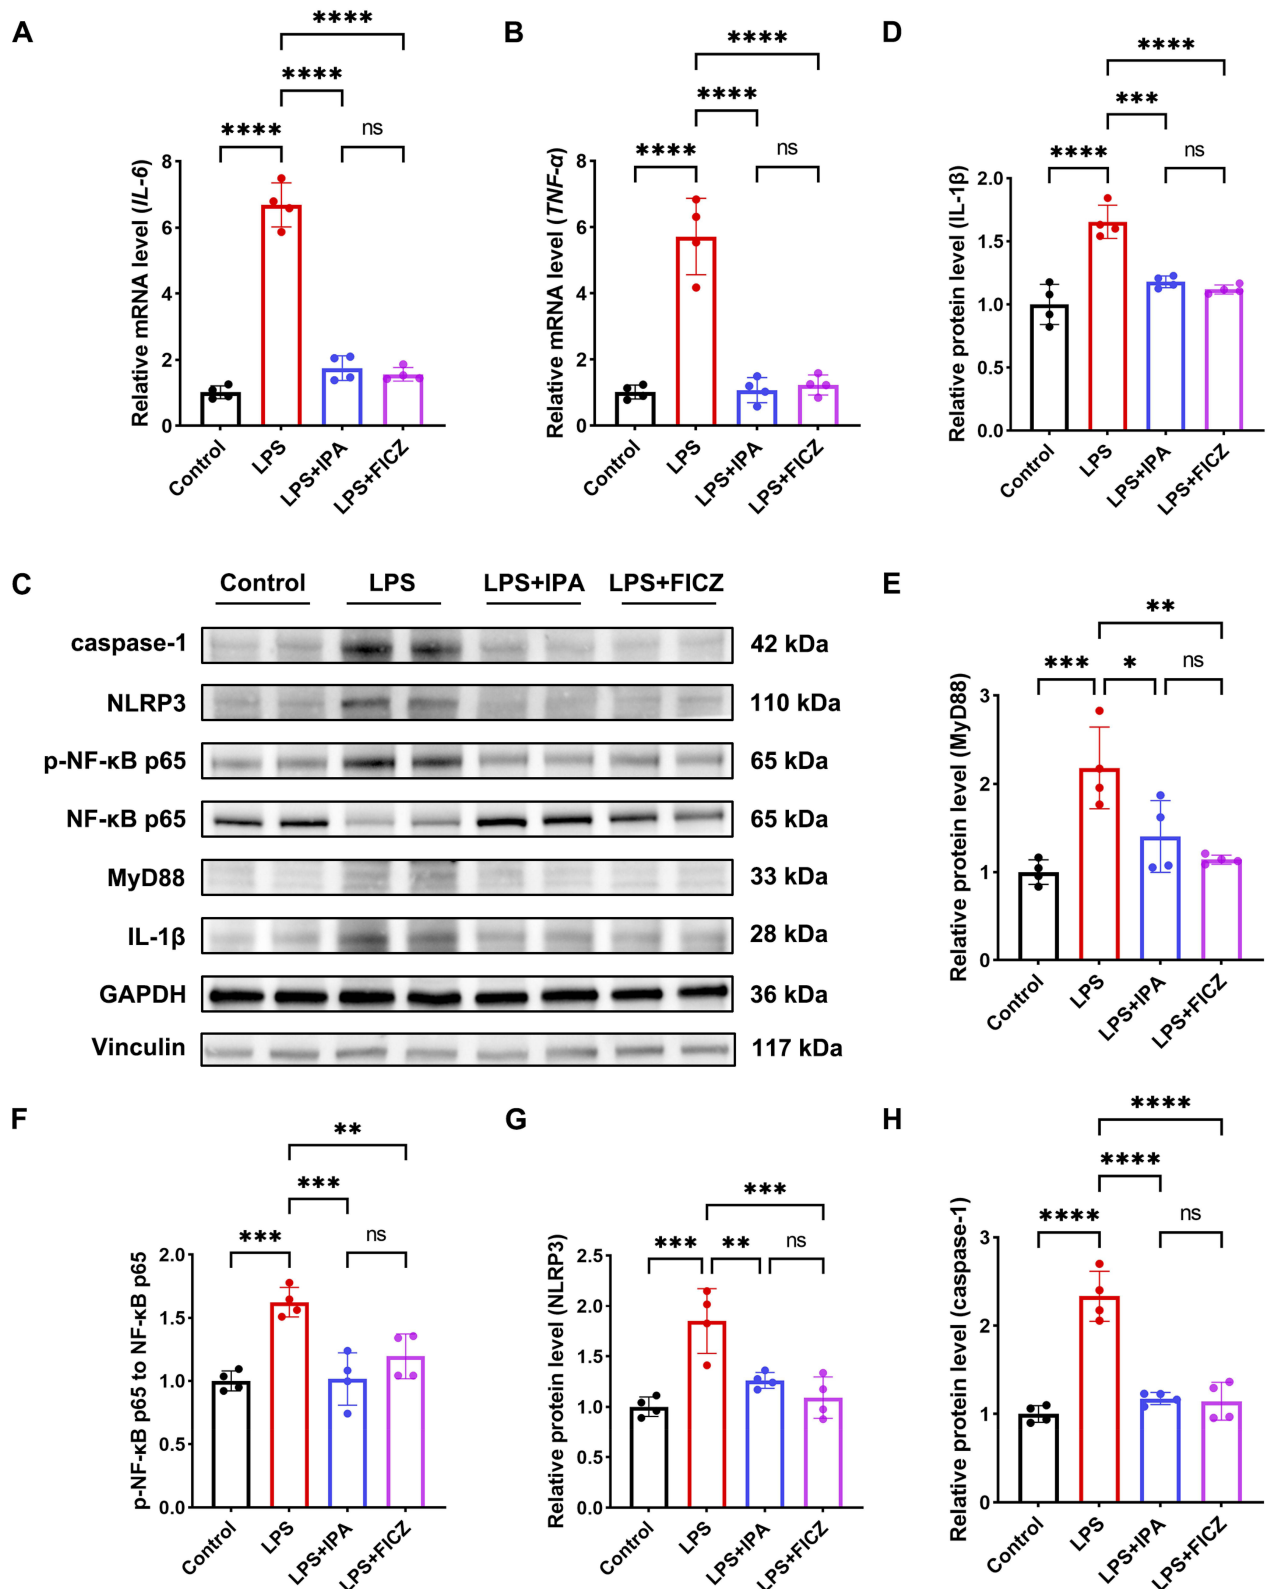 A
****
****
****
ns
Relative mRNA level (IL-6)
8
6
4
2
0
Control
LPS
LPS+IPA
LPS+FICZ
B
****
****
****
ns
Relative mRNA level (TNF-α)
8
6
4
2
0
Control
LPS
LPS+IPA
LPS+FICZ
D
****
***
****
ns
Relative protein level (IL-1β)
2.0
1.5
1.0
0.5
0.0
Control
LPS
LPS+IPA
LPS+FICZ
C
Control LPS LPS+IPA LPS+FICZ
caspase-1 42 kDa
NLRP3 110 kDa
p-NF-κB p65 65 kDa
NF-κB p65 65 kDa
MyD88 33 kDa
IL-1β 28 kDa
GAPDH 36 kDa
Vinculin 117 kDa
E
**
*** * ns
Relative protein level (MyD88)
3
2
1
0
Control
LPS
LPS+IPA
LPS+FICZ
F
**
***
***
ns
p-NF-κB p65 to NF-κB p65
2.0
1.5
1.0
0.5
0.0
Control
LPS
LPS+IPA
LPS+FICZ
G
***
*** ** ns
Relative protein level (NLRP3)
2.5
2.0
1.5
1.0
0.5
0.0
Control
LPS
LPS+IPA
LPS+FICZ
H
****
****
****
ns
Relative protein level (caspase-1)
3
2
1
0
Control
LPS
LPS+IPA
LPS+FICZ